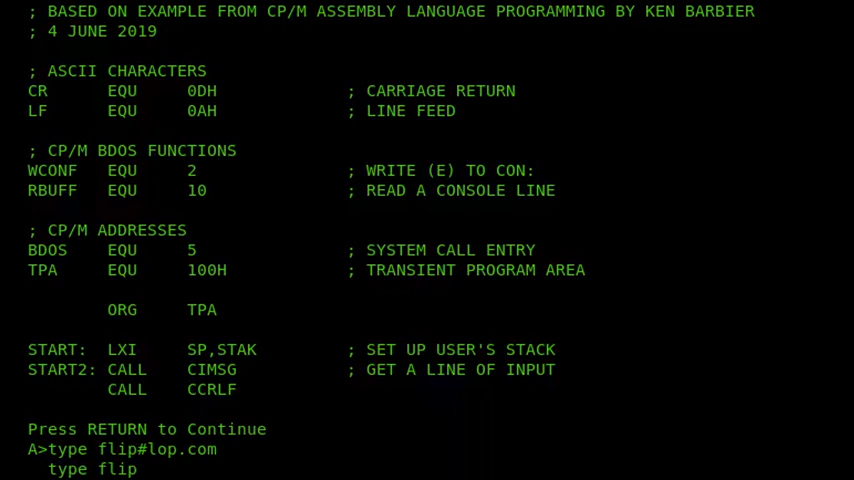 ; BASED ON EXAMPLE FROM CP/M ASSEMBLY LANGUAGE PROGRAMMING BY KEN BARBIER
; 4 JUNE 2019
; ASCII CHARACTERS
CR EQU 0DH ; CARRIAGE RETURN
LF EQU 0AH ; LINE FEED
; CP/M BDOS FUNCTIONS
WCONF EQU 2 ; WRITE (E) TO CON:
RBUFF EQU 10 ; READ A CONSOLE LINE
; CP/M ADDRESSES
BDOS EQU 5 ; SYSTEM CALL ENTRY
TPA EQU 100H ; TRANSIENT PROGRAM AREA
ORG TPA
START: LXI SP,STAK ; SET UP USER'S STACK
START2: CALL CIMSG ; GET A LINE OF INPUT
CALL CCRLF
Press RETURN to Continue
A>type flip#lop.com
type flip